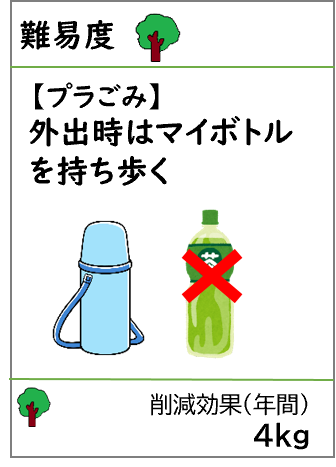 難易度
【プラごみ】
外出時はマイボトル
を持ち歩く
茶
削減効果（年間）
4kg